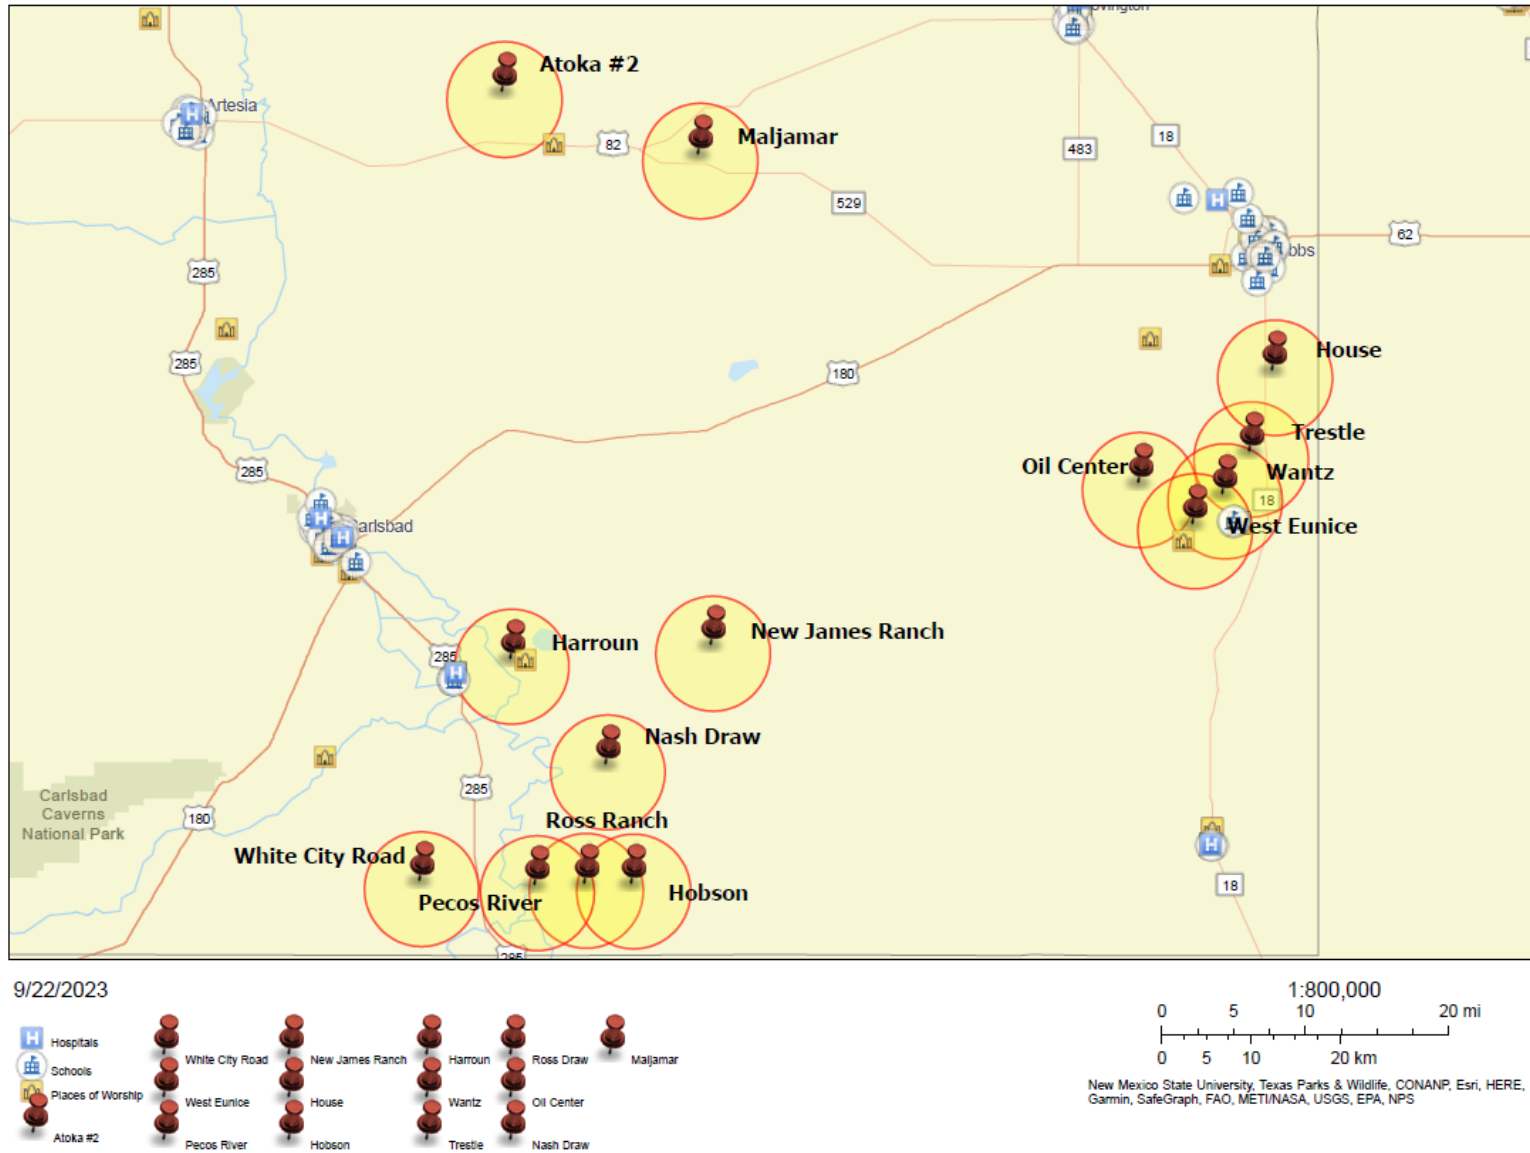 ovington
Atoka #2
Artesia
Maljamar
82
483
18
529
62
bbs
285
285
180
House
Trestle
Oil Center
Wantz
285
18
West Eunice
arlsbad
Harroun
New James Ranch
285
Nash Draw
285
Carlsbad
Caverns
National Park
180
Ross Ranch
White City Road
Pecos River
Hobson
18
285
9/22/2023
1:800,000
0 5 10 20 mi
0 5 10 20 km
Hospitals
Schools
Places of Worship
Atoka #2
White City Road
West Eunice
Pecos River
New James Ranch
House
Hobson
Harroun
Wantz
Trestle
Ross Draw
Oil Center
Nash Draw
Maljamar
New Mexico State University, Texas Parks & Wildlife, CONANP, Esri, HERE,
Garmin, SafeGraph, FAO, METI/NASA, USGS, EPA, NPS